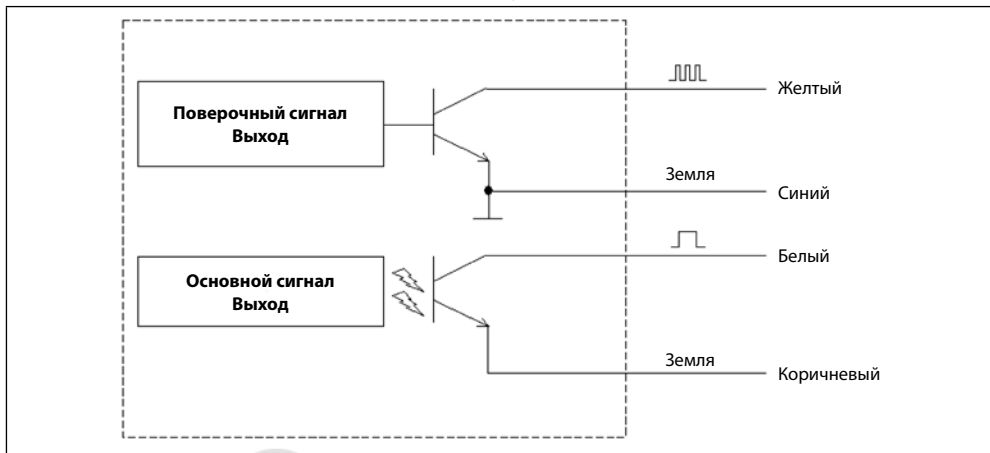 Поверочный сигнал
Выход
Желтый
Земля
Синий
Основной сигнал
Выход
Белый
Земля
Коричневый